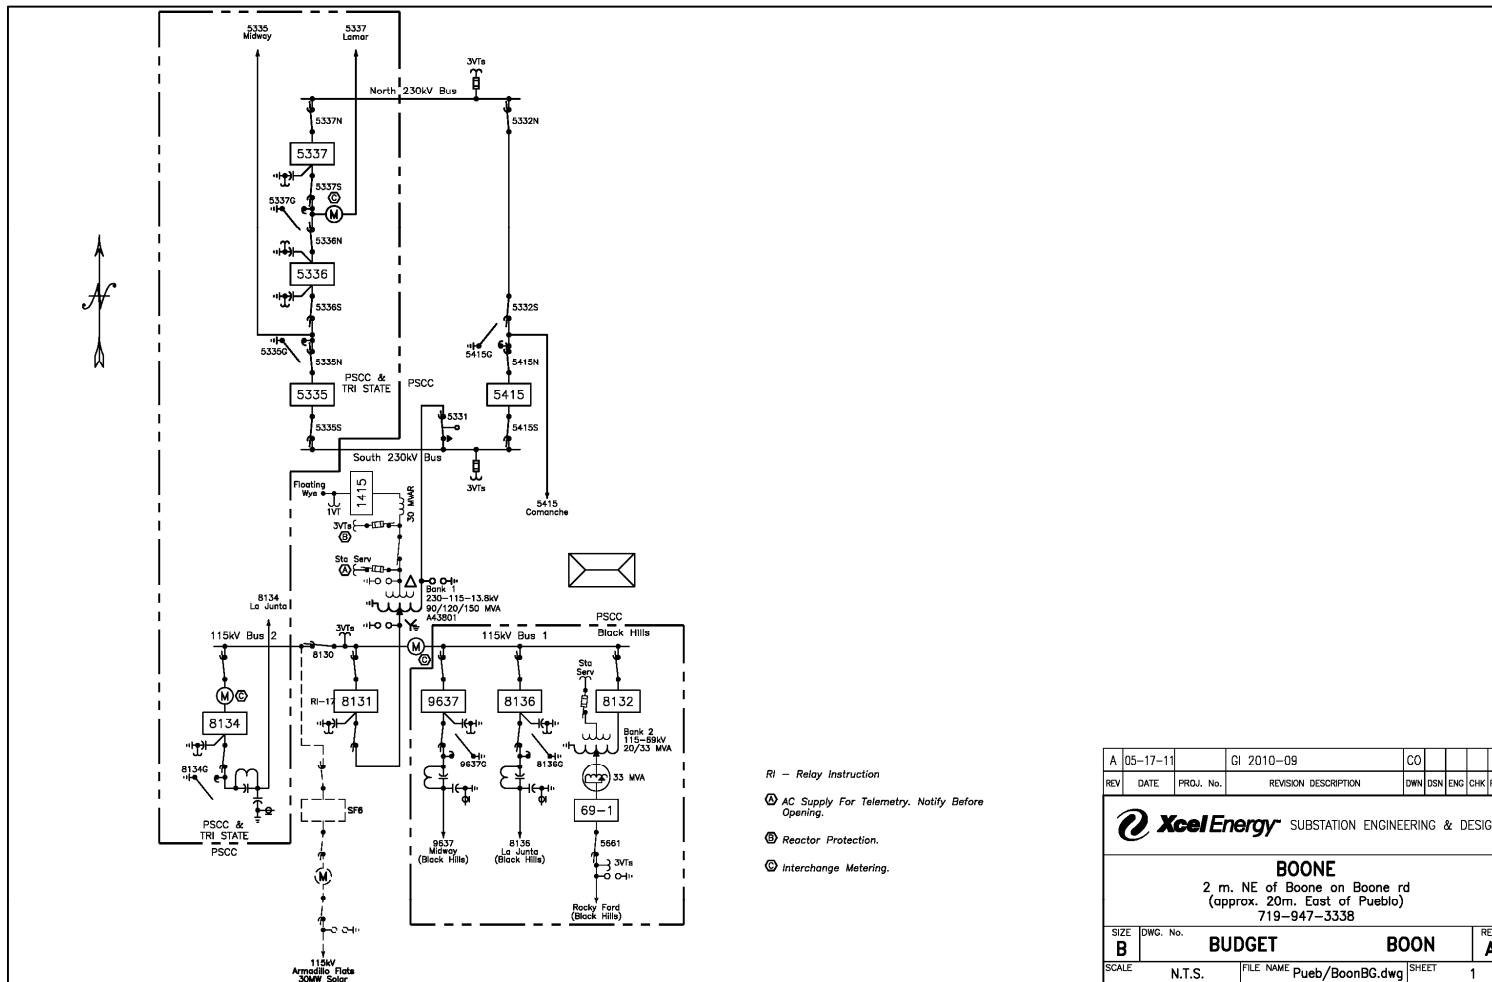 5335
Midway
5337
Lamar
3VTs
North 230kV Bus
5337N
5332N
5337
5337S
C
5337G
M
5336N
5336
5336S
5332S
5335G
5335N
5415G
5415N
PSCC &
TRI STATE
PSCC
5335
5415
5331
5335S
5415S
South 230kV Bus
3VTs
Floating
Wye
1415
1VT
30 MVAR
5415
Comanche
3VTs
B
Sta Serv
A
Bank 1
230-115-13.8kV
90/120/150 MVA
A43801
8134
La Junta
3VTs
PSCC
Black Hills
115kV Bus 2
115kV Bus 1
8130
M
C
Sta
Serv
M
C
RI-17
8131
9637
8136
8132
8134
Bank 2
115-69kV
20/33 MVA
8134G
9637G
8136G
33 MVA
SF6
69-1
PSCC &
TRI STATE
PSCC
9637
Midway
(Black Hills)
8136
La Junta
(Black Hills)
5661
3VTs
M
Rocky Ford
(Black Hills)
115kV
Armadillo Flats
30MW Solar
N
RI - Relay Instruction
A AC Supply For Telemetry. Notify Before
Opening.
B Reactor Protection.
C Interchange Metering.
A 05-17-11 GI 2010-09 CO
REV DATE PROJ. No. REVISION DESCRIPTION DWN DSN ENG CHK
Xcel Energy SUBSTATION ENGINEERING & DESIG
BOONE
2 m. NE of Boone on Boone rd
(approx. 20m. East of Pueblo)
719-947-3338
SIZE DWG. No. RE
B BUDGET BOON A
SCALE N.T.S. FILE NAME Pueb/BoonBG.dwg SHEET 1